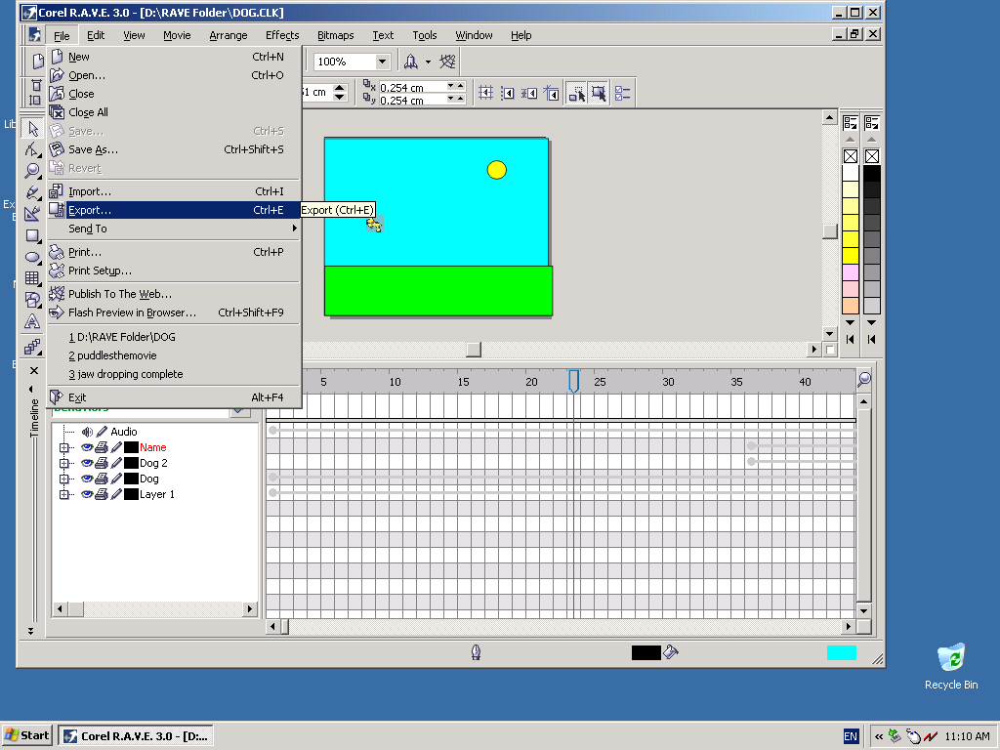 Corel R.A.V.E. 3.0 - [D:\RAVE Folder\DOG.CLK]
File Edit View Movie Arrange Effects Bitmaps Text Tools Window Help
New Ctrl+N
Open... Ctrl+O
Close
Close All
Save... Ctrl+S
Save As... Ctrl+Shift+S
Revert
Import... Ctrl+I
Export... Ctrl+E
Export (Ctrl+E)
Send To
Print... Ctrl+P
Print Setup...
Publish To The Web...
Flash Preview in Browser... Ctrl+Shift+F9
1 D:\RAVE Folder\DOG
2 puddlesthemovie
3 jaw dropping complete
Exit Alt+F4
100%
cm
0,254 cm
0,254 cm
Timeline
5 10 15 20 25 30 35 40
Audio
Name
Dog 2
Dog
Layer 1
Recycle Bin
Start
Corel R.A.V.E. 3.0 - [D:...
EN
«
11:10 AM